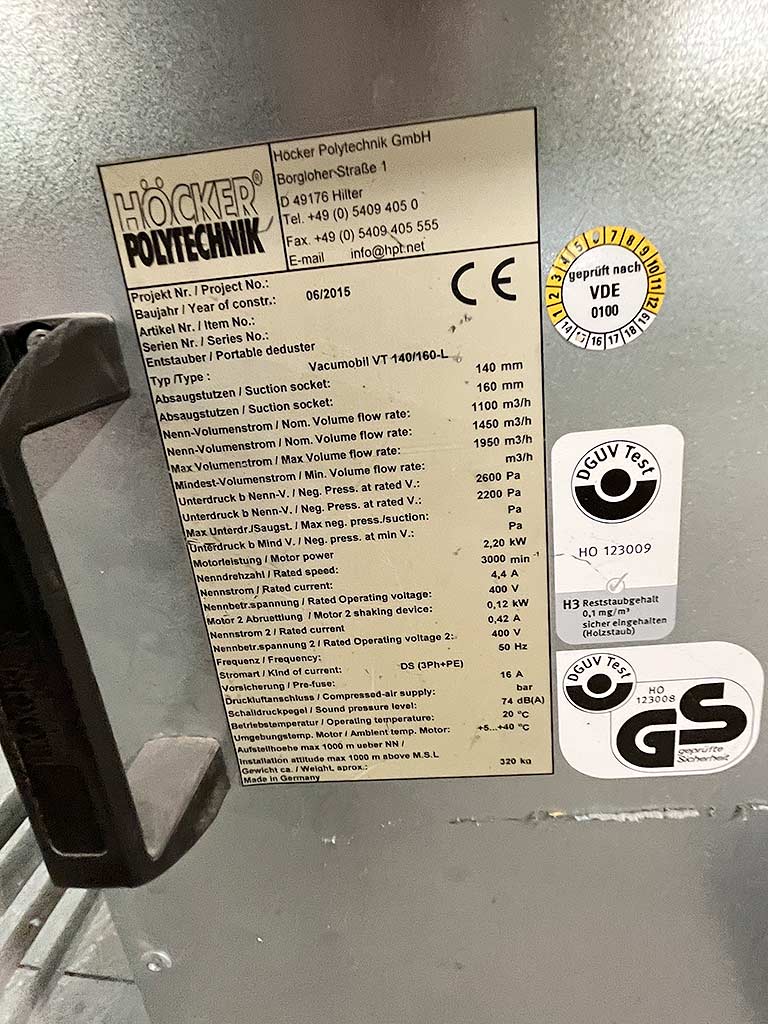 HÖCKER®
POLYTECHNIK
Höcker Polytechnik GmbH
Borgloher Straße 1
D 49176 Hilter
Tel. +49 (0) 5409 405 0
Fax. +49 (0) 5409 405 555
E-mail info@hpt.net
CE
Projekt Nr. / Project No.:
Baujahr / Year of constr.: 06/2015
Artikel Nr. / Item No.:
Serien Nr. / Series No.:
Entstauber / Portable deduster
Typ /Type : Vacumobil VT 140/160-L
Absaugstutzen / Suction socket: 140 mm
Absaugstutzen / Suction socket: 160 mm
Nenn-Volumenstrom / Nom. Volume flow rate: 1100 m3/h
Nenn-Volumenstrom / Nom. Volume flow rate: 1450 m3/h
Max Volumenstrom / Max Volume flow rate: 1950 m3/h
Mindest-Volumenstrom / Min. Volume flow rate: m3/h
Unterdruck b Nenn-V. / Neg. Press. at rated V.: 2600 Pa
Unterdruck b Nenn-V. / Neg. Press. at rated V.: 2200 Pa
Max Unterdr./Saugst. / Max neg. press./suction: Pa
Unterdruck b Mind V. / Neg. press. at min V.: Pa
Motorleistung / Motor power 2,20 kW
Nenndrehzahl / Rated speed: 3000 min -1
Nennstrom / Rated current: 4,4 A
Nennbetr.spannung / Rated Operating voltage: 400 V
Motor 2 Abruettlung / Motor 2 shaking device: 0,12 kW
Nennstrom 2 / Rated current 0,42 A
Nennbetr.spannung 2 / Rated Operating voltage 2: 400 V
Frequenz / Frequency: 50 Hz
Stromart / Kind of current: DS (3Ph+PE)
Vorsicherung / Pre-fuse: 16 A
Druckluftanschluss / Compressed-air supply: bar
Schalldruckpegel / Sound pressure level: 74 dB(A)
Betriebstemperatur / Operating temperature: 20 °C
Umgebungstemp. Motor / Ambient temp. Motor: +5...+40 °C
Aufstellhoehe max 1000 m ueber NN /
Installation altitude max 1000 m above M.S.L
Gewicht ca. / Weight, aprox.: 320 kg
Made in Germany
1 2 3 4 5 6 7 8 9 10 11 12
geprüft nach
VDE
0100
14 15 16 17 18 19
DGUV Test
HO 123009
H3 Reststaubgehalt
0,1 mg/m³
sicher eingehalten
(Holzstaub)
DGUV Test
HO
123008
GS
geprüfte
Sicherheit